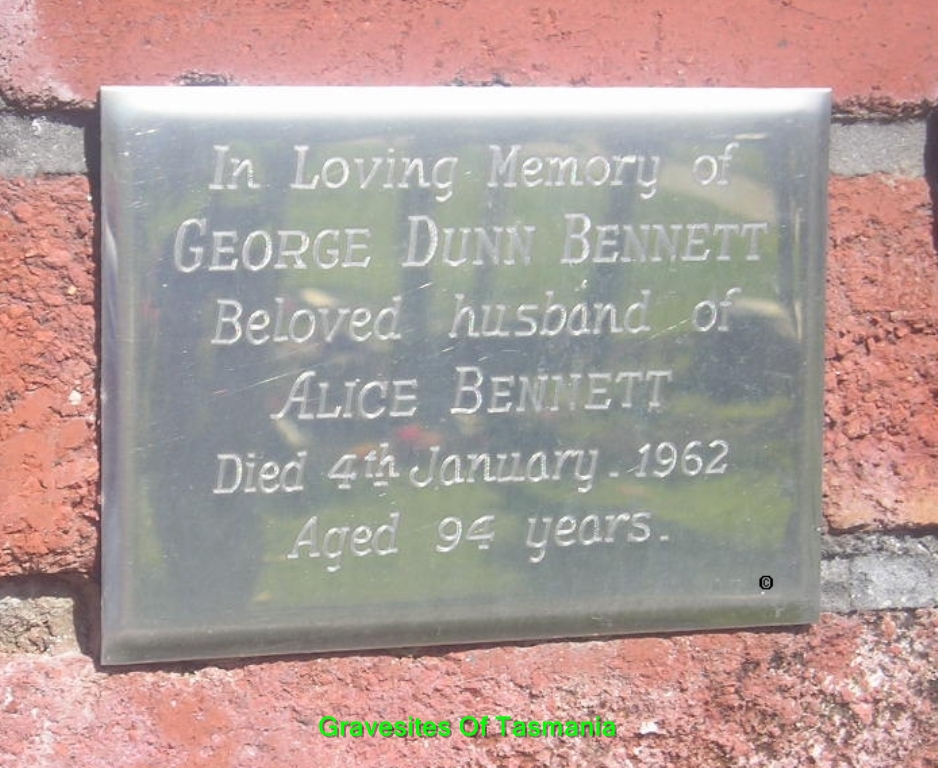 In Loving Memory of
GEORGE DUNN BENNETT
Beloved husband of
ALICE BENNETT
Died 4th January. 1962
Aged 94 years.
©
Gravesites Of Tasmania